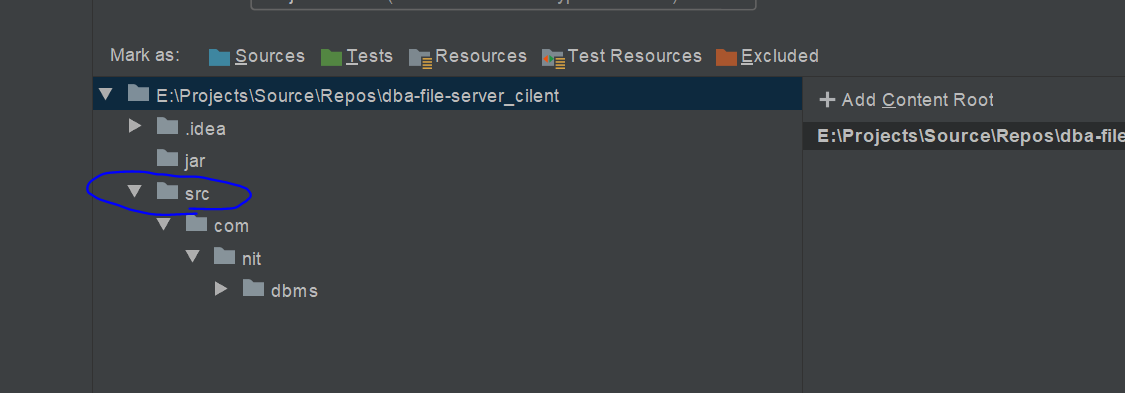 Mark as: Sources Tests Resources Test Resources Excluded
E:\Projects\Source\Repos\dba-file-server_cilent
.idea
jar
src
com
nit
dbms
Add Content Root
E:\Projects\Source\Repos\dba-file